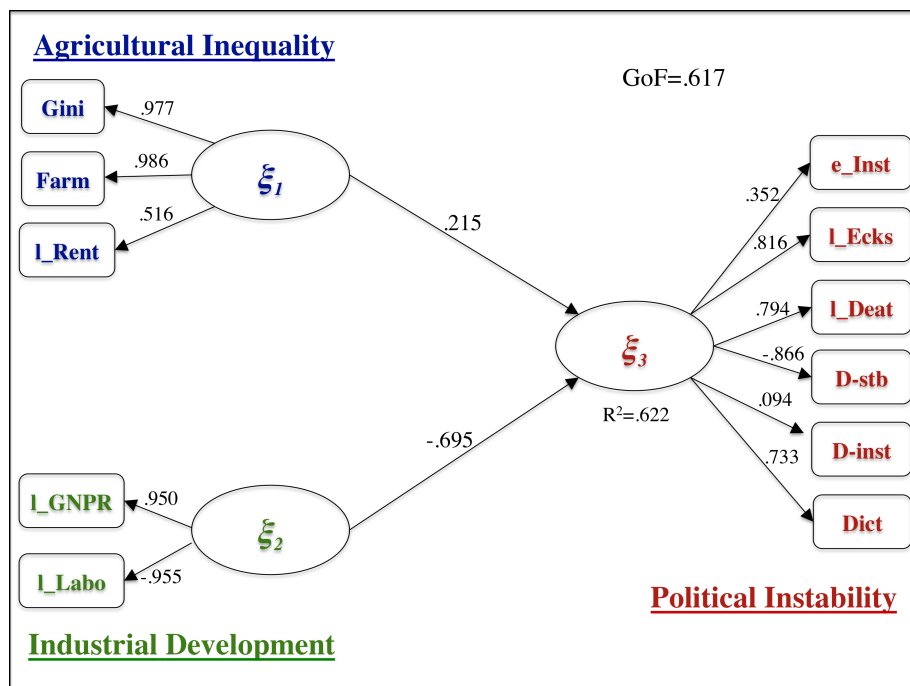 Agricultural Inequality
GoF=.617
Gini
.977
Farm
.986
l_Rent
.516
ξ1
.215
ξ3
R²=.622
-.695
l_GNPR
.950
l_Labo
-.955
ξ2
Industrial Development
e_Inst
.352
l_Ecks
.816
l_Deat
.794
D-stb
-.866
D-inst
.094
Dict
.733
Political Instability